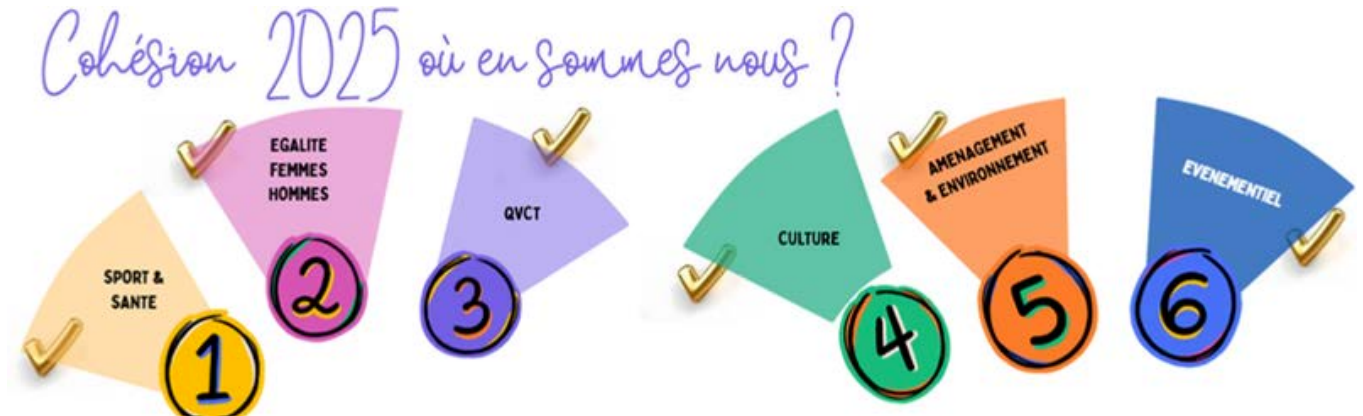 Cohésion 2025 où en sommes nous ?
SPORT &
SANTE
1
EGALITE
FEMMES
HOMMES
2
QVCT
3
CULTURE
4
AMENAGEMENT
& ENVIRONNEMENT
5
EVENEMENTIEL
6